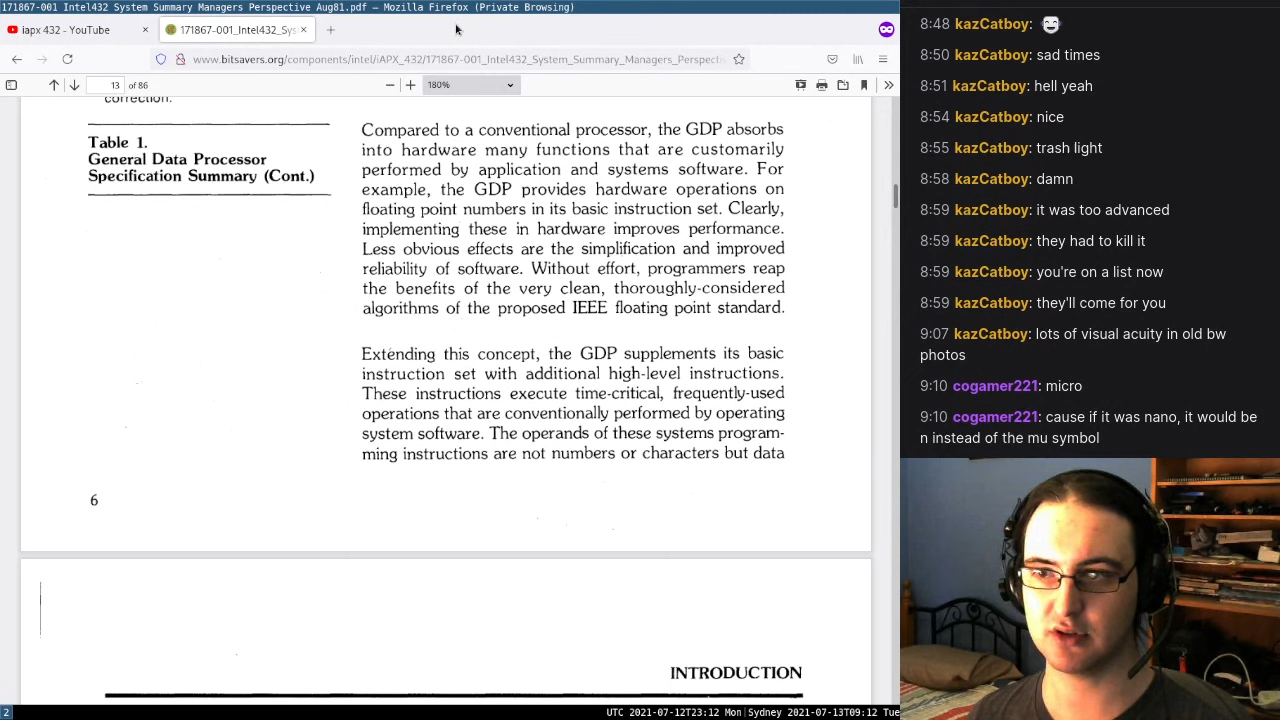 171867-001 Intel432 System Summary Managers Perspective Aug81.pdf — Mozilla Firefox (Private Browsing)
iapx 432 - YouTube
171867-001_Intel432_Sys
www.bitsavers.org/components/intel/iAPX_432/171867-001_Intel432_System_Summary_Managers_Perspectiv
13 of 86
180%
correction.
Table 1.
General Data Processor
Specification Summary (Cont.)
Compared to a conventional processor, the GDP absorbs
into hardware many functions that are customarily
performed by application and systems software. For
example, the GDP provides hardware operations on
floating point numbers in its basic instruction set. Clearly,
implementing these in hardware improves performance.
Less obvious effects are the simplification and improved
reliability of software. Without effort, programmers reap
the benefits of the very clean, thoroughly-considered
algorithms of the proposed IEEE floating point standard.
Extending this concept, the GDP supplements its basic
instruction set with additional high-level instructions.
These instructions execute time-critical, frequently-used
operations that are conventionally performed by operating
system software. The operands of these systems program-
ming instructions are not numbers or characters but data
6
INTRODUCTION
2
UTC 2021-07-12T23:12 Mon|Sydney 2021-07-13T09:12 Tue
8:48 kazCatboy:
8:50 kazCatboy: sad times
8:51 kazCatboy: hell yeah
8:54 kazCatboy: nice
8:55 kazCatboy: trash light
8:58 kazCatboy: damn
8:59 kazCatboy: it was too advanced
8:59 kazCatboy: they had to kill it
8:59 kazCatboy: you're on a list now
8:59 kazCatboy: they'll come for you
9:07 kazCatboy: lots of visual acuity in old bw
photos
9:10 cogamer221: micro
9:10 cogamer221: cause if it was nano, it would be
n instead of the mu symbol